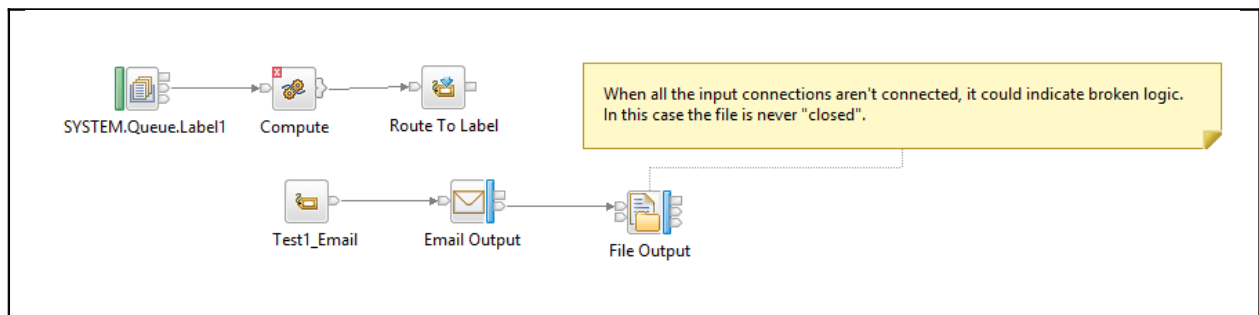 SYSTEM.Queue.Label1
Compute
Route To Label
When all the input connections aren't connected, it could indicate broken logic.
In this case the file is never "closed".
Test1_Email
Email Output
File Output